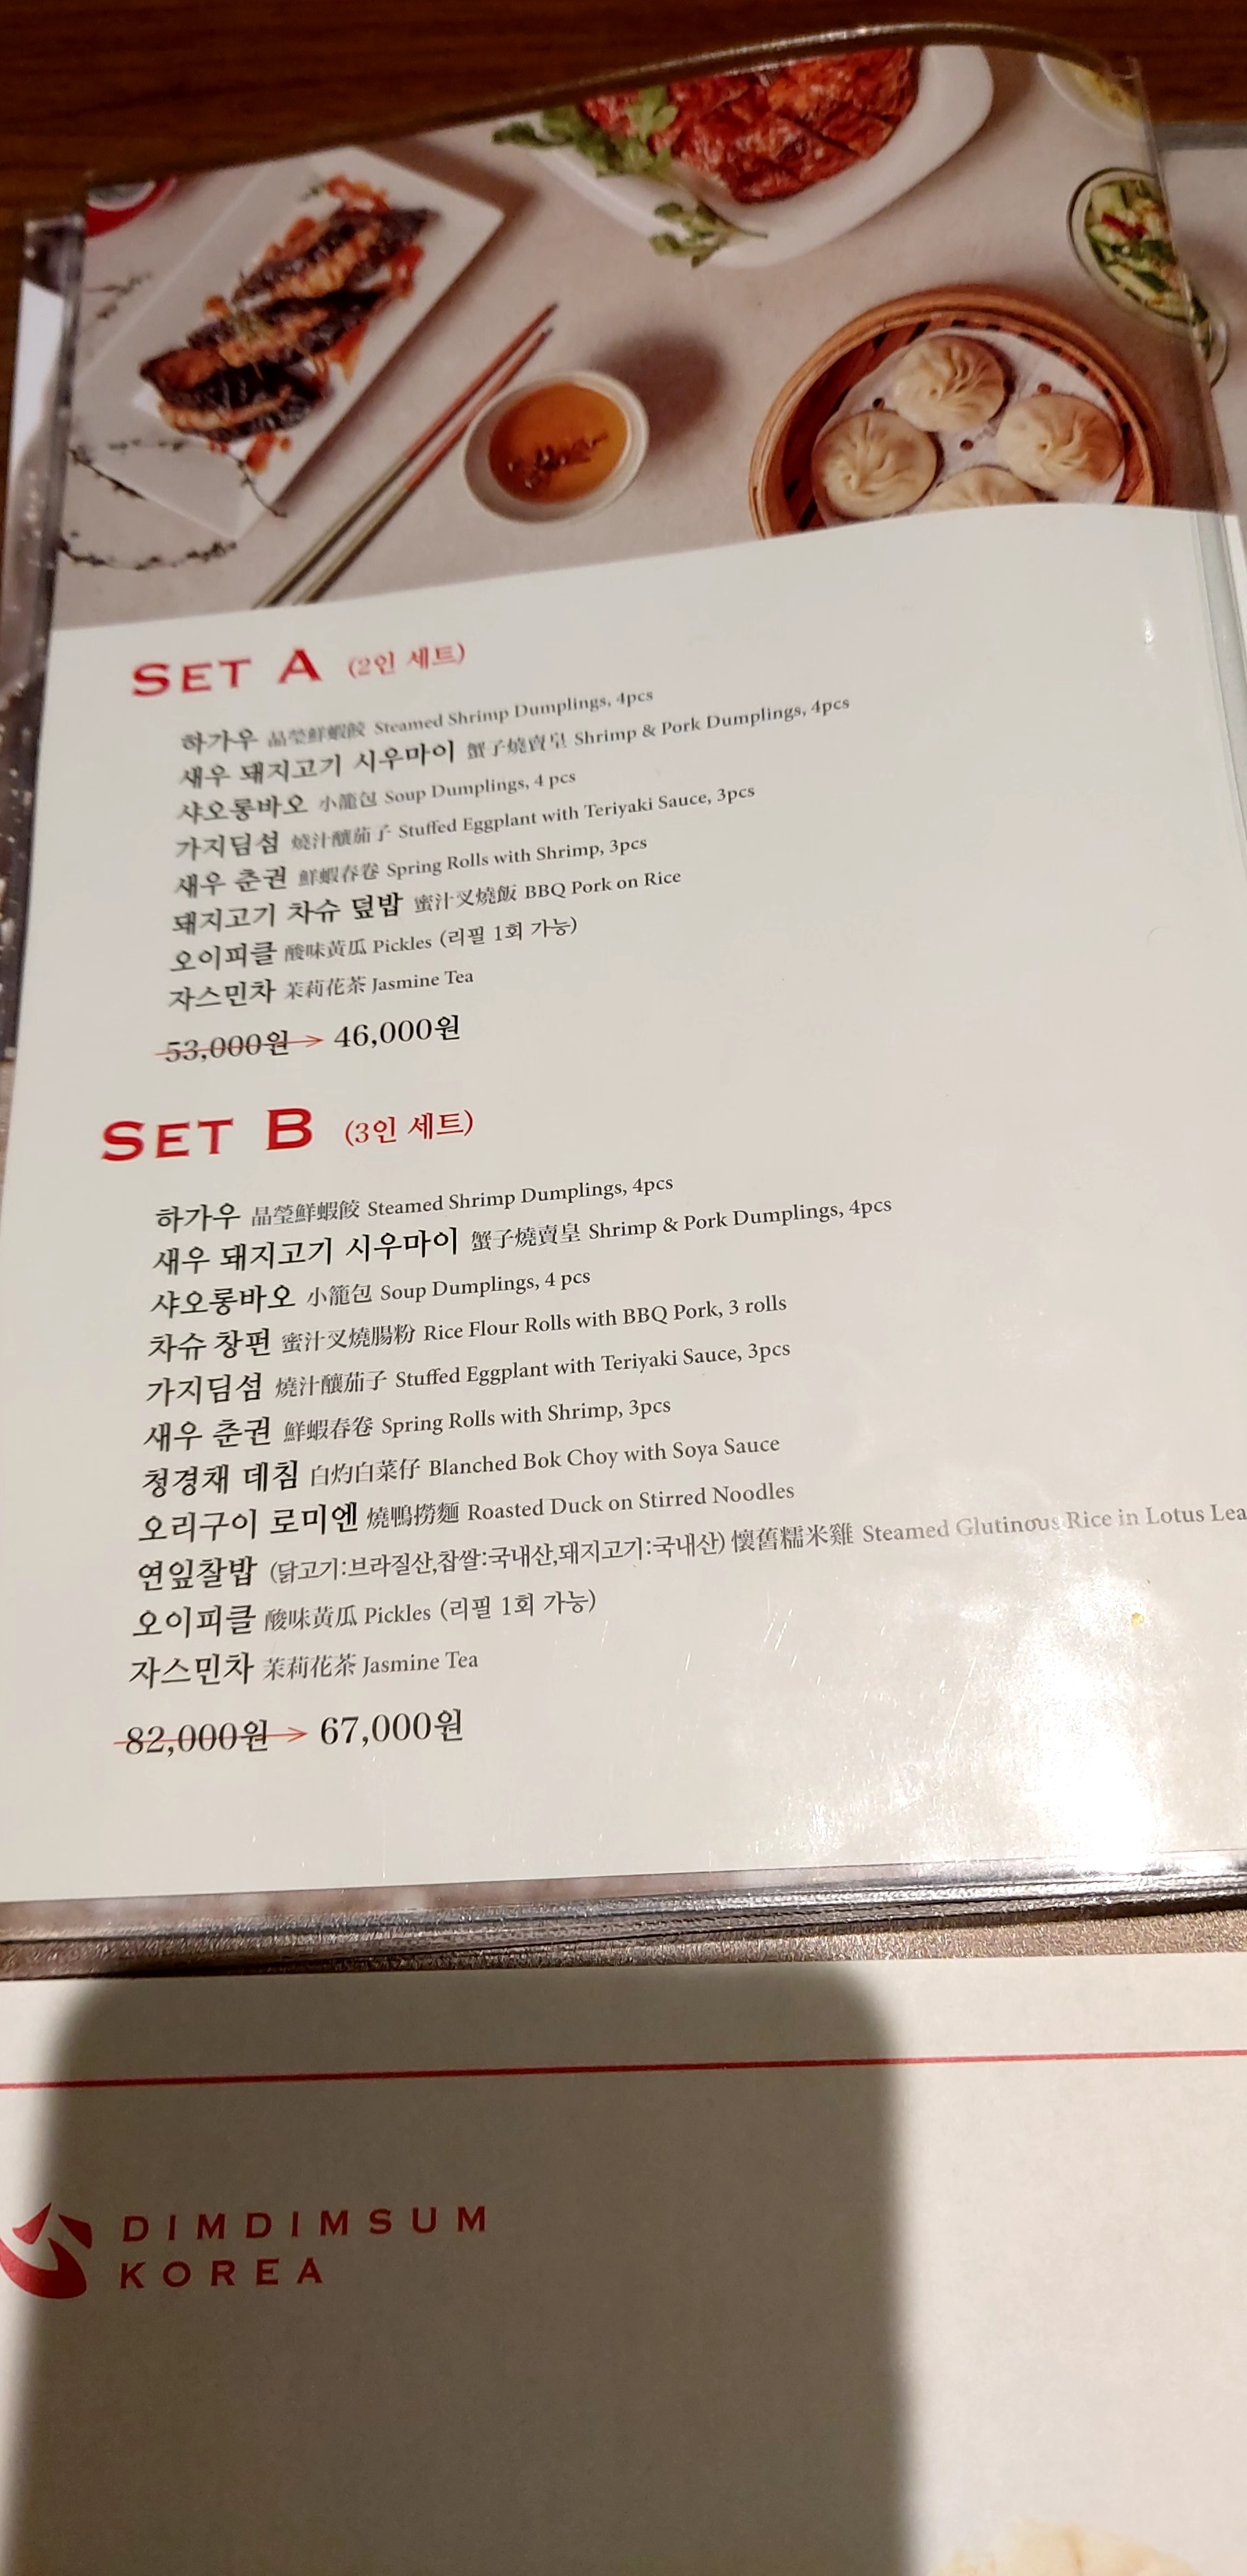 SET A (2인 세트)
하가우 晶瑩鮮蝦餃 Steamed Shrimp Dumplings, 4pcs
새우 돼지고기 시우마이 蟹子燒賣皇 Shrimp & Pork Dumplings, 4pcs
샤오롱바오 小籠包 Soup Dumplings, 4 pcs
가지딤섬 燒汁釀茄子 Stuffed Eggplant with Teriyaki Sauce, 3pcs
새우 춘권 鮮蝦春卷 Spring Rolls with Shrimp, 3pcs
돼지고기 차슈 덮밥 蜜汁叉燒飯 BBQ Pork on Rice
오이피클 酸味黃瓜 Pickles (리필 1회 가능)
자스민차 茉莉花茶 Jasmine Tea
53,000원 → 46,000원
SET B (3인 세트)
하가우 晶瑩鮮蝦餃 Steamed Shrimp Dumplings, 4pcs
새우 돼지고기 시우마이 蟹子燒賣皇 Shrimp & Pork Dumplings, 4pcs
샤오롱바오 小籠包 Soup Dumplings, 4 pcs
차슈 창펀 蜜汁叉燒腸粉 Rice Flour Rolls with BBQ Pork, 3 rolls
가지딤섬 燒汁釀茄子 Stuffed Eggplant with Teriyaki Sauce, 3pcs
새우 춘권 鮮蝦春卷 Spring Rolls with Shrimp, 3pcs
청경채 데침 白灼白菜仔 Blanched Bok Choy with Soya Sauce
오리구이 로미엔 燒鴨撈麵 Roasted Duck on Stirred Noodles
연잎찰밥 (닭고기:브라질산,찹쌀:국내산,돼지고기:국내산) 懷舊糯米雞 Steamed Glutinous Rice in Lotus Lea
오이피클 酸味黃瓜 Pickles (리필 1회 가능)
자스민차 茉莉花茶 Jasmine Tea
82,000원 → 67,000원
DIMDIMSUM
KOREA